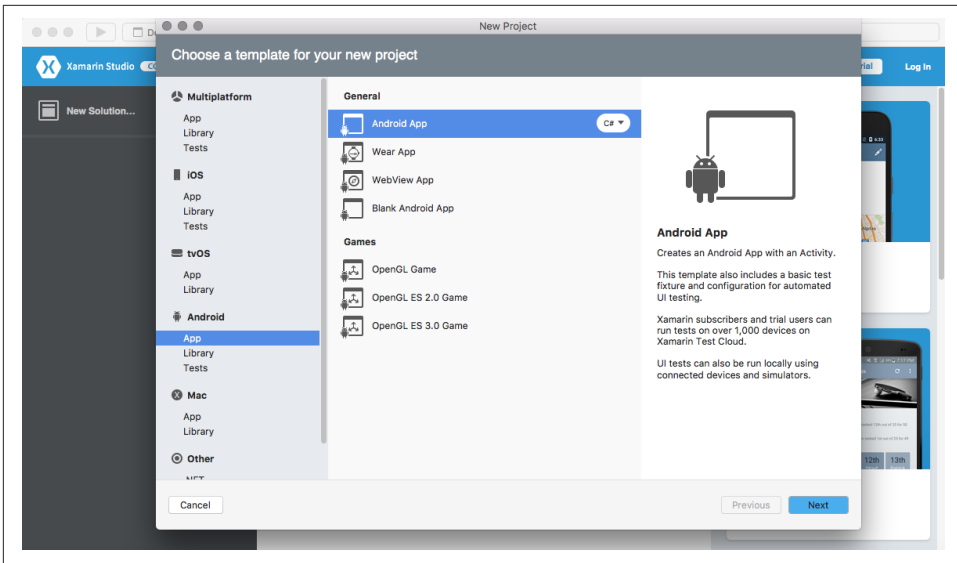 New Project
Xamarin Studio
Log In
Choose a template for your new project
New Solution...
Multiplatform
App
Library
Tests
iOS
App
Library
Tests
tvOS
App
Library
Android
App
Library
Tests
Mac
App
Library
Other
.NET
General
Android App
C#
Wear App
WebView App
Blank Android App
Games
OpenGL Game
OpenGL ES 2.0 Game
OpenGL ES 3.0 Game
Android App
Creates an Android App with an Activity.
This template also includes a basic test
fixture and configuration for automated
UI testing.
Xamarin subscribers and trial users can
run tests on over 1,000 devices on
Xamarin Test Cloud.
UI tests can also be run locally using
connected devices and simulators.
12th 13th
Cancel
Previous
Next